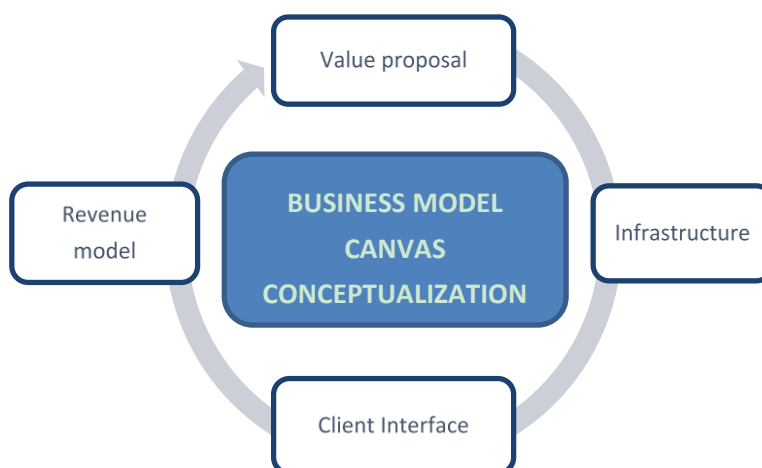 Value proposal
BUSINESS MODEL
CANVAS
CONCEPTUALIZATION
Revenue
model
Infrastructure
Client Interface